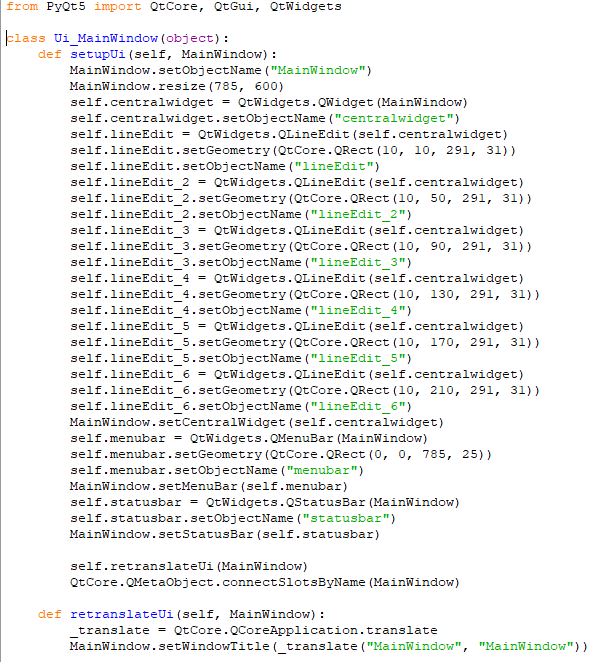 from PyQt5 import QtCore, QtGui, QtWidgets

class Ui_MainWindow(object):
    def setupUi(self, MainWindow):
        MainWindow.setObjectName("MainWindow")
        MainWindow.resize(785, 600)
        self.centralwidget = QtWidgets.QWidget(MainWindow)
        self.centralwidget.setObjectName("centralwidget")
        self.lineEdit = QtWidgets.QLineEdit(self.centralwidget)
        self.lineEdit.setGeometry(QtCore.QRect(10, 10, 291, 31))
        self.lineEdit.setObjectName("lineEdit")
        self.lineEdit_2 = QtWidgets.QLineEdit(self.centralwidget)
        self.lineEdit_2.setGeometry(QtCore.QRect(10, 50, 291, 31))
        self.lineEdit_2.setObjectName("lineEdit_2")
        self.lineEdit_3 = QtWidgets.QLineEdit(self.centralwidget)
        self.lineEdit_3.setGeometry(QtCore.QRect(10, 90, 291, 31))
        self.lineEdit_3.setObjectName("lineEdit_3")
        self.lineEdit_4 = QtWidgets.QLineEdit(self.centralwidget)
        self.lineEdit_4.setGeometry(QtCore.QRect(10, 130, 291, 31))
        self.lineEdit_4.setObjectName("lineEdit_4")
        self.lineEdit_5 = QtWidgets.QLineEdit(self.centralwidget)
        self.lineEdit_5.setGeometry(QtCore.QRect(10, 170, 291, 31))
        self.lineEdit_5.setObjectName("lineEdit_5")
        self.lineEdit_6 = QtWidgets.QLineEdit(self.centralwidget)
        self.lineEdit_6.setGeometry(QtCore.QRect(10, 210, 291, 31))
        self.lineEdit_6.setObjectName("lineEdit_6")
        MainWindow.setCentralWidget(self.centralwidget)
        self.menubar = QtWidgets.QMenuBar(MainWindow)
        self.menubar.setGeometry(QtCore.QRect(0, 0, 785, 25))
        self.menubar.setObjectName("menubar")
        MainWindow.setMenuBar(self.menubar)
        self.statusbar = QtWidgets.QStatusBar(MainWindow)
        self.statusbar.setObjectName("statusbar")
        MainWindow.setStatusBar(self.statusbar)

        self.retranslateUi(MainWindow)
        QtCore.QMetaObject.connectSlotsByName(MainWindow)

    def retranslateUi(self, MainWindow):
        _translate = QtCore.QCoreApplication.translate
        MainWindow.setWindowTitle(_translate("MainWindow", "MainWindow"))